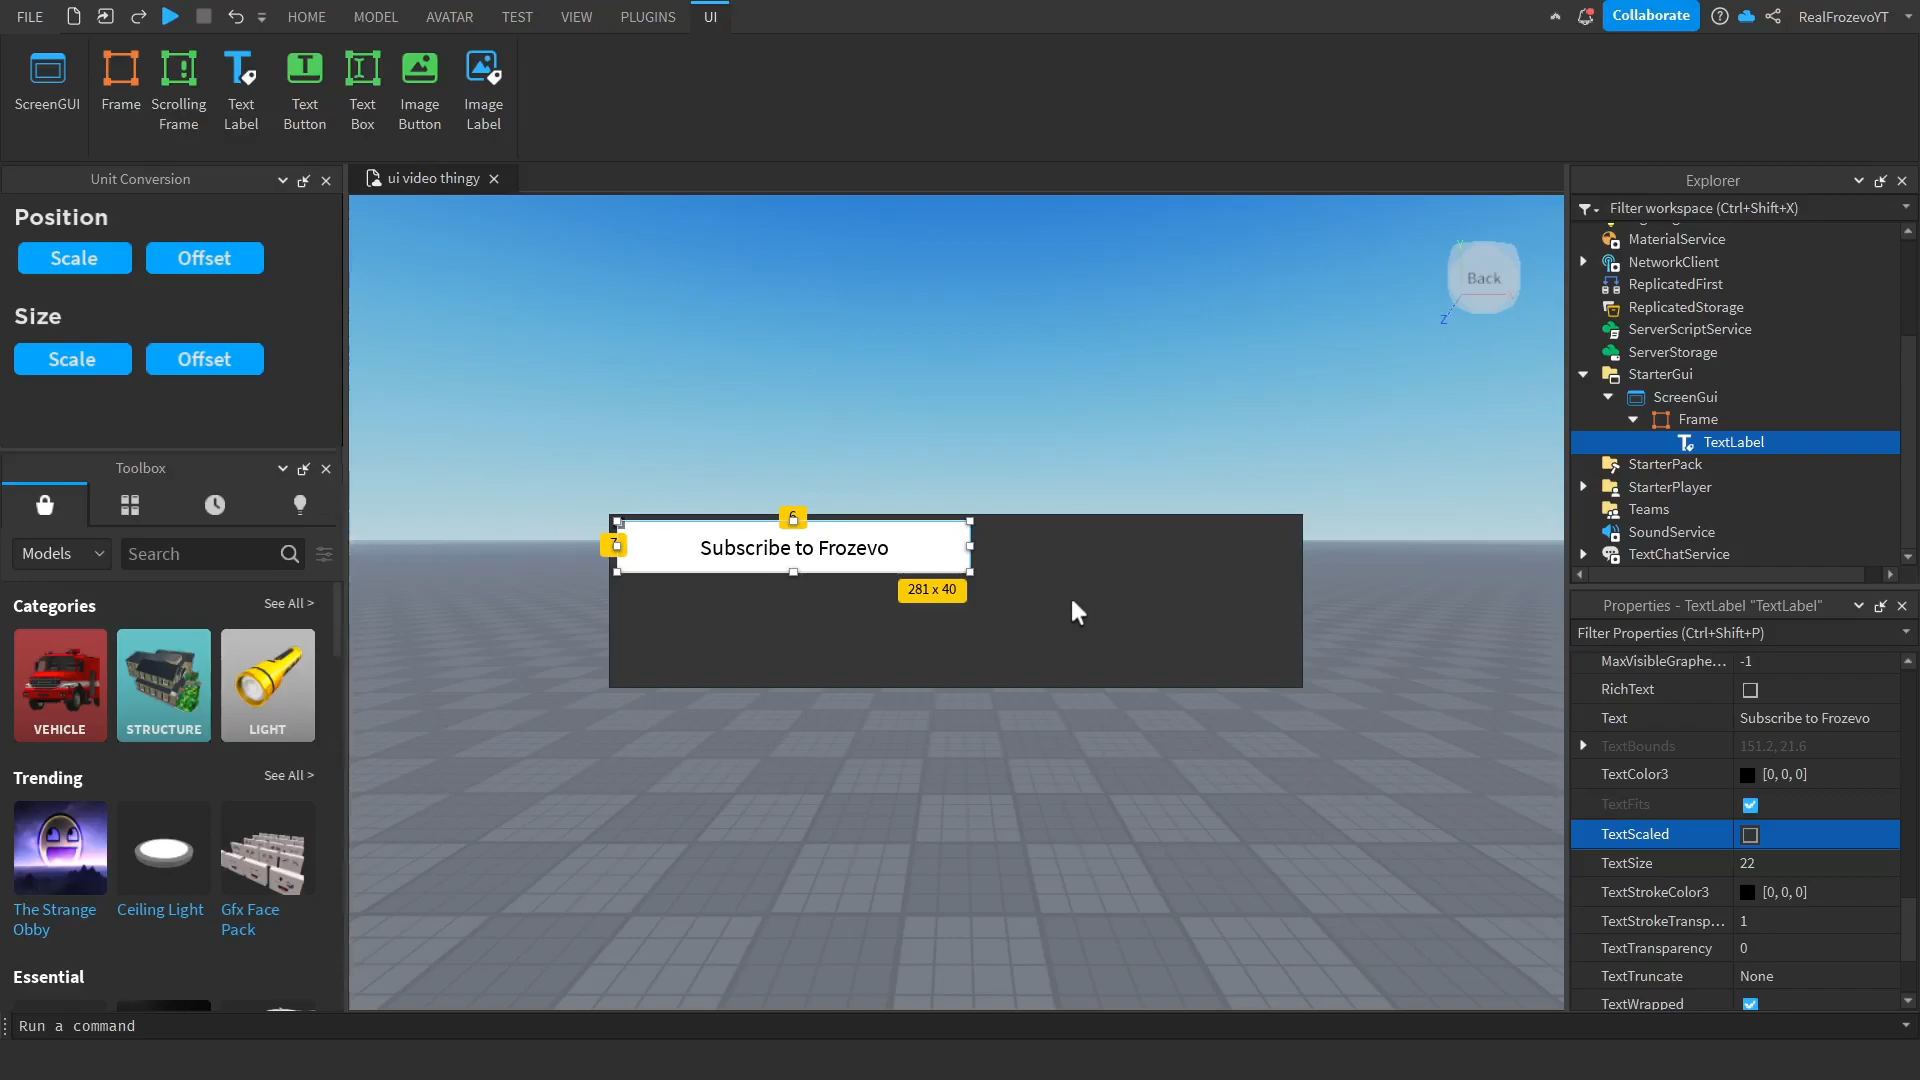 FILE HOME MODEL AVATAR TEST VIEW PLUGINS UI Collaborate RealFrozevoYT
ScreenGUI
Frame
Scrolling
Frame
Text
Label
Text
Button
Text
Box
Image
Button
Image
Label
Unit Conversion
Position
Scale Offset
Size
Scale Offset
Toolbox
Models Search
Categories See All >
VEHICLE STRUCTURE LIGHT
Trending See All >
The Strange
Obby
Ceiling Light
Gfx Face
Pack
Essential
ui video thingy
Back
Y
Z
6
7
Subscribe to Frozevo
281 x 40
Explorer
Filter workspace (Ctrl+Shift+X)
MaterialService
NetworkClient
ReplicatedFirst
ReplicatedStorage
ServerScriptService
ServerStorage
StarterGui
ScreenGui
Frame
TextLabel
StarterPack
StarterPlayer
Teams
SoundService
TextChatService
Properties - TextLabel "TextLabel"
Filter Properties (Ctrl+Shift+P)
MaxVisibleGraphe... -1
RichText
Text Subscribe to Frozevo
TextBounds 151.2, 21.6
TextColor3 [0, 0, 0]
TextFits
TextScaled
TextSize 22
TextStrokeColor3 [0, 0, 0]
TextStrokeTransp... 1
TextTransparency 0
TextTruncate None
TextWrapped
Run a command